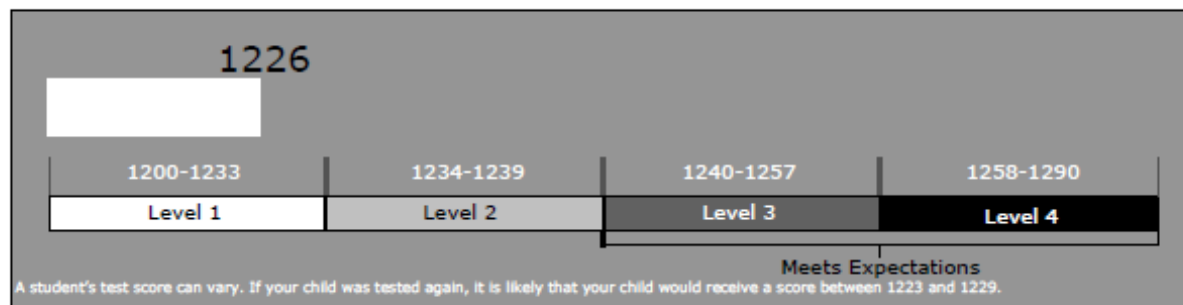 1226
1200-1233 1234-1239 1240-1257 1258-1290
Level 1 Level 2 Level 3 Level 4
Meets Expectations
A student's test score can vary. If your child was tested again, it is likely that your child would receive a score between 1223 and 1229.